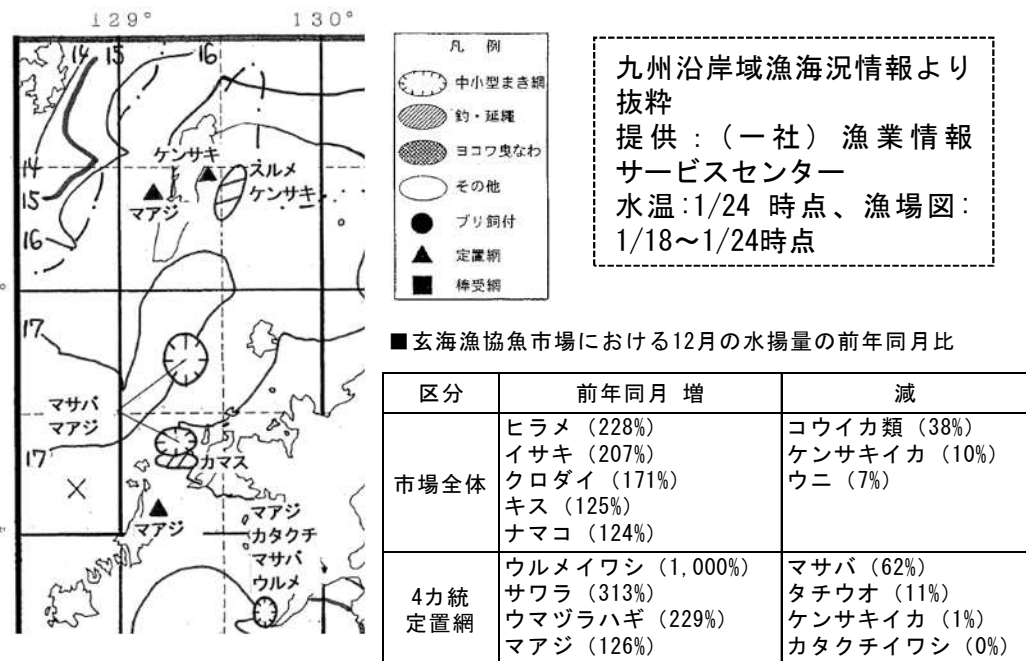 129°
130°
14
15
16
14
15
16
ケンサキ
マアジ
スルメ
ケンサキ
17
マサバ
マアジ
17
カマス
マアジ
マアジ
カタクチ
マサバ
ウルメ
凡 例
中小型まき網
釣・延縄
ヨコワ曳なわ
その他
ブリ飼付
定置網
棒受網
九州沿岸域漁海況情報より
抜粋
提供:(一社)漁業情報
サービスセンター
水温:1/24 時点、漁場図:
1/18~1/24時点
■玄海漁協魚市場における12月の水揚量の前年同月比
区分 前年同月 増 減
市場全体
ヒラメ(228%)
イサキ(207%)
クロダイ(171%)
キス(125%)
ナマコ(124%)
コウイカ類(38%)
ケンサキイカ(10%)
ウニ(7%)
4カ統
定置網
ウルメイワシ(1,000%)
サワラ(313%)
ウマヅラハギ(229%)
マアジ(126%)
マサバ(62%)
タチウオ(11%)
ケンサキイカ(1%)
カタクチイワシ(0%)